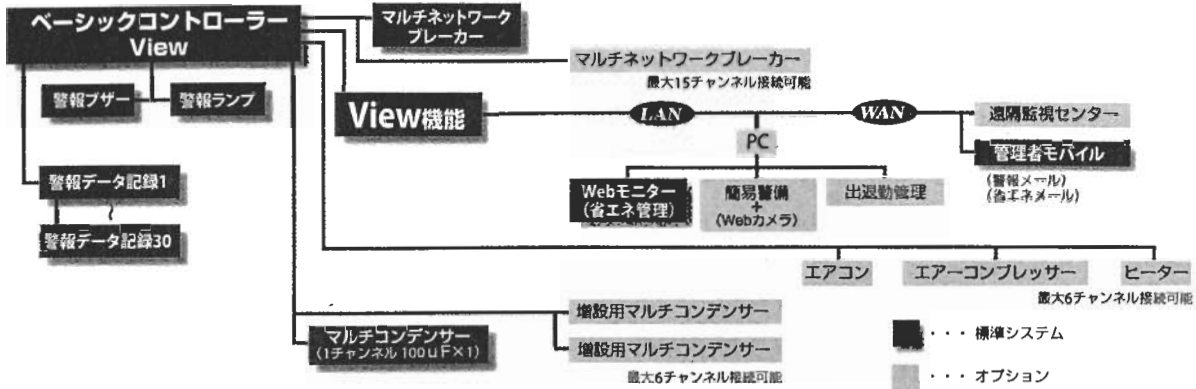 ベーシックコントローラー
View
マルチネットワーク
ブレーカー
マルチネットワークブレーカー
最大15チャンネル接続可能
警報ブザー
警報ランプ
View機能
LAN
WAN
遠隔監視センター
PC
管理者モバイル
(警報メール)
(省エネメール)
警報データ記録1
～
警報データ記録30
Webモニター
(省エネ管理)
簡易警備
+
(Webカメラ)
出退勤管理
エアコン
エアーコンプレッサー
ヒーター
最大6チャンネル接続可能
増設用マルチコンデンサー
マルチコンデンサー
(1チャンネル 100uF×1)
増設用マルチコンデンサー
最大6チャンネル接続可能
・・・ 標準システム
・・・ オプション